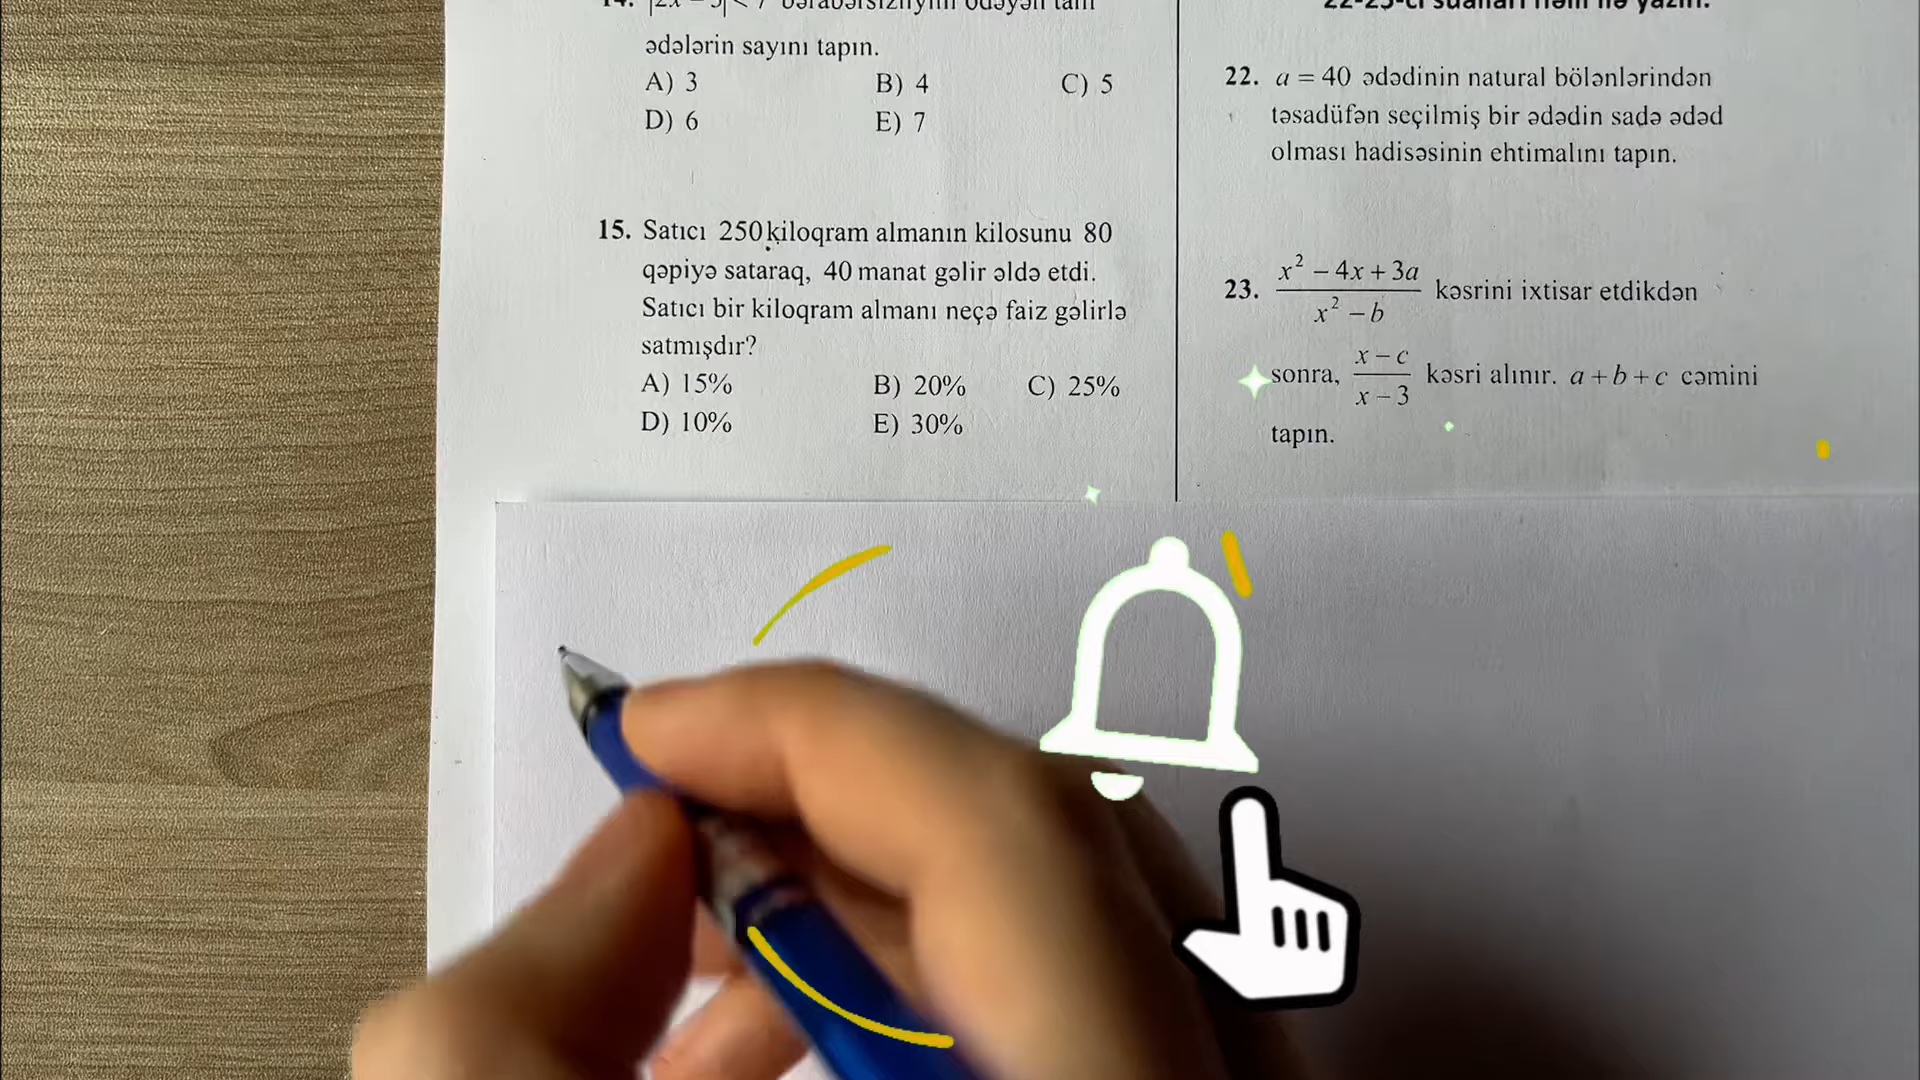 ədələrin sayını tapın.
A) 3 B) 4 C) 5
D) 6 E) 7
15. Satıcı 250 kiloqram almanın kilosunu 80
qəpiyə sataraq, 40 manat gəlir əldə etdi.
Satıcı bir kiloqram almanı neçə faiz gəlirlə
satmışdır?
A) 15% B) 20% C) 25%
D) 10% E) 30%
22. a = 40 ədədinin natural bölənlərindən
təsadüfən seçilmiş bir ədədin sadə ədəd
olması hadisəsinin ehtimalını tapın.
23. (x² − 4x + 3a)/(x² − b) kəsrini ixtisar etdikdən
sonra, (x − c)/(x − 3) kəsri alınır. a + b + c cəmini
tapın.